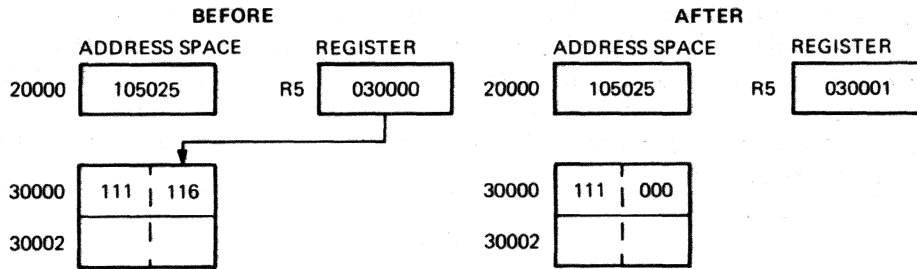 BEFORE AFTER
ADDRESS SPACE REGISTER ADDRESS SPACE REGISTER
20000 105025 R5 030000 20000 105025 R5 030001
30000 111 116 30000 111 000
30002 30002